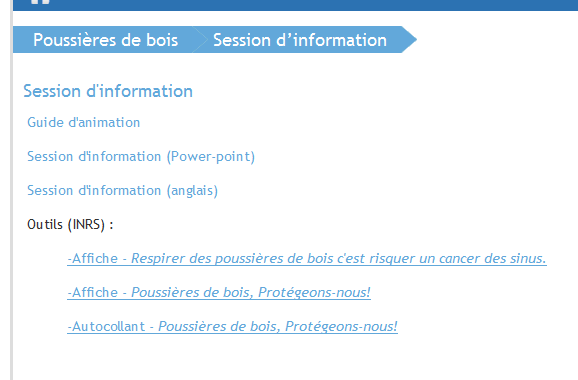 Poussières de bois Session d'information
Session d'information
Guide d'animation
Session d'information (Power-point)
Session d'information (anglais)
Outils (INRS) :
-Affiche - Respirer des poussières de bois c'est risquer un cancer des sinus.
-Affiche - Poussières de bois, Protégeons-nous!
-Autocollant - Poussières de bois, Protégeons-nous!